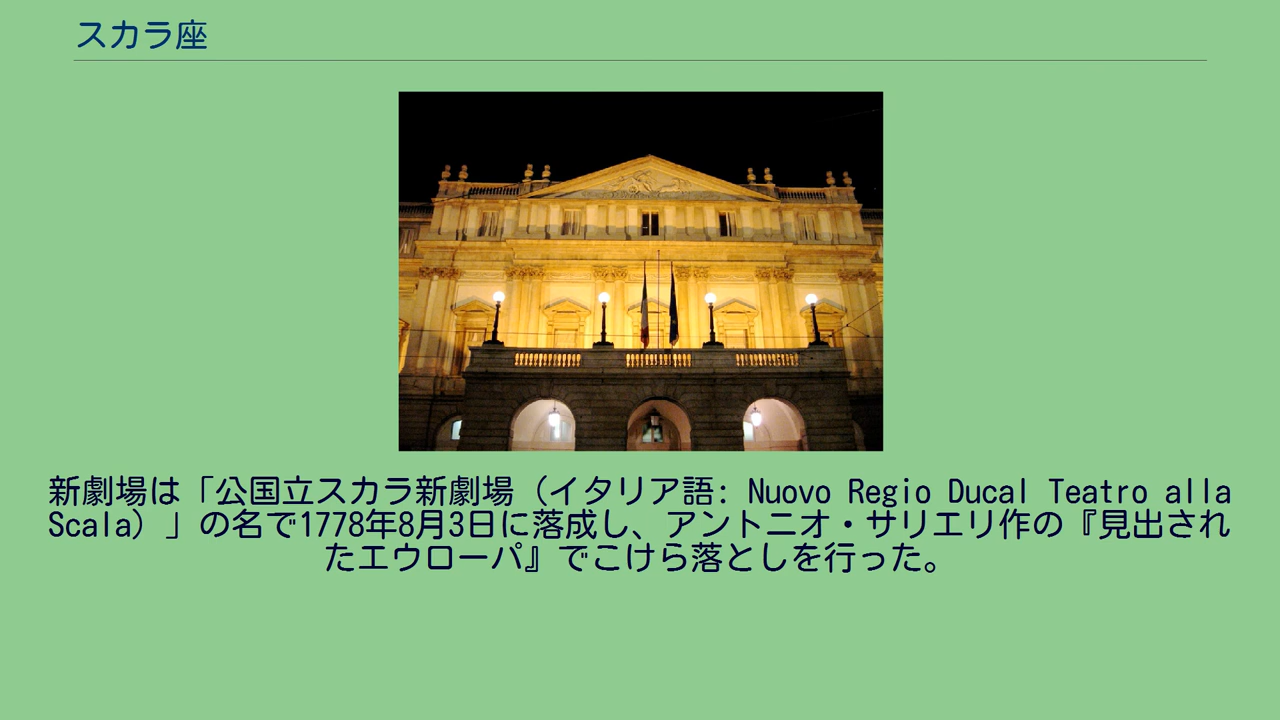 スカラ座
新劇場は「公国立スカラ新劇場（イタリア語: Nuovo Regio Ducal Teatro alla
Scala）」の名で1778年8月3日に落成し、アントニオ・サリエリ作の『見出され
たエウローパ』でこけら落としを行った。